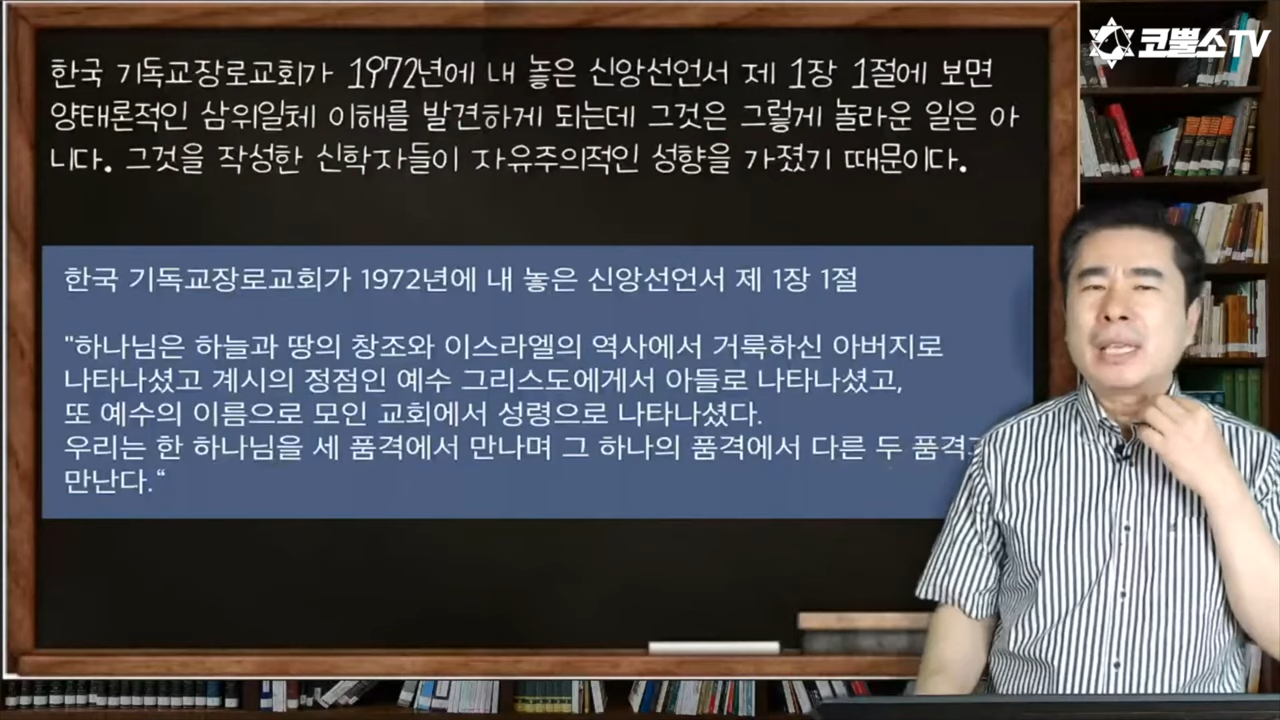 코뿔소TV
한국 기독교장로교회가 1972년에 내 놓은 신앙선언서 제 1장 1절에 보면
양태론적인 삼위일체 이해를 발견하게 되는데 그것은 그렇게 놀라운 일은 아
니다. 그것을 작성한 신학자들이 자유주의적인 성향을 가졌기 때문이다.
한국 기독교장로교회가 1972년에 내 놓은 신앙선언서 제 1장 1절
"하나님은 하늘과 땅의 창조와 이스라엘의 역사에서 거룩하신 아버지로
나타나셨고 계시의 정점인 예수 그리스도에게서 아들로 나타나셨고,
또 예수의 이름으로 모인 교회에서 성령으로 나타나셨다.
우리는 한 하나님을 세 품격에서 만나며 그 하나의 품격에서 다른 두
만난다.“